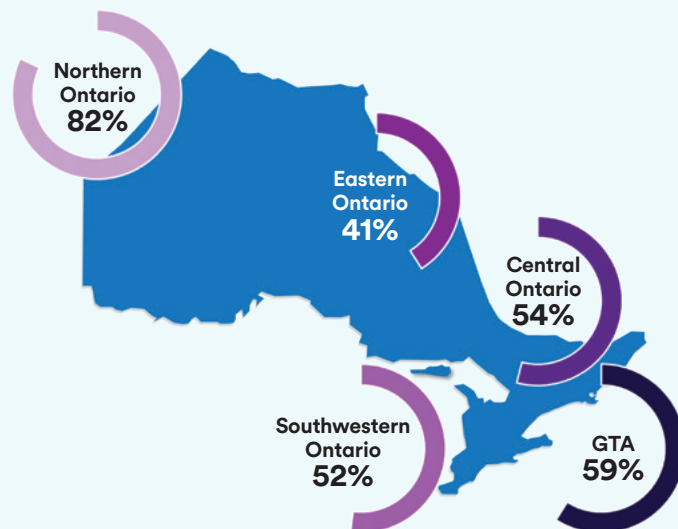 Northern
Ontario
82%
Eastern
Ontario
41%
Central
Ontario
54%
Southwestern
Ontario
52%
GTA
59%